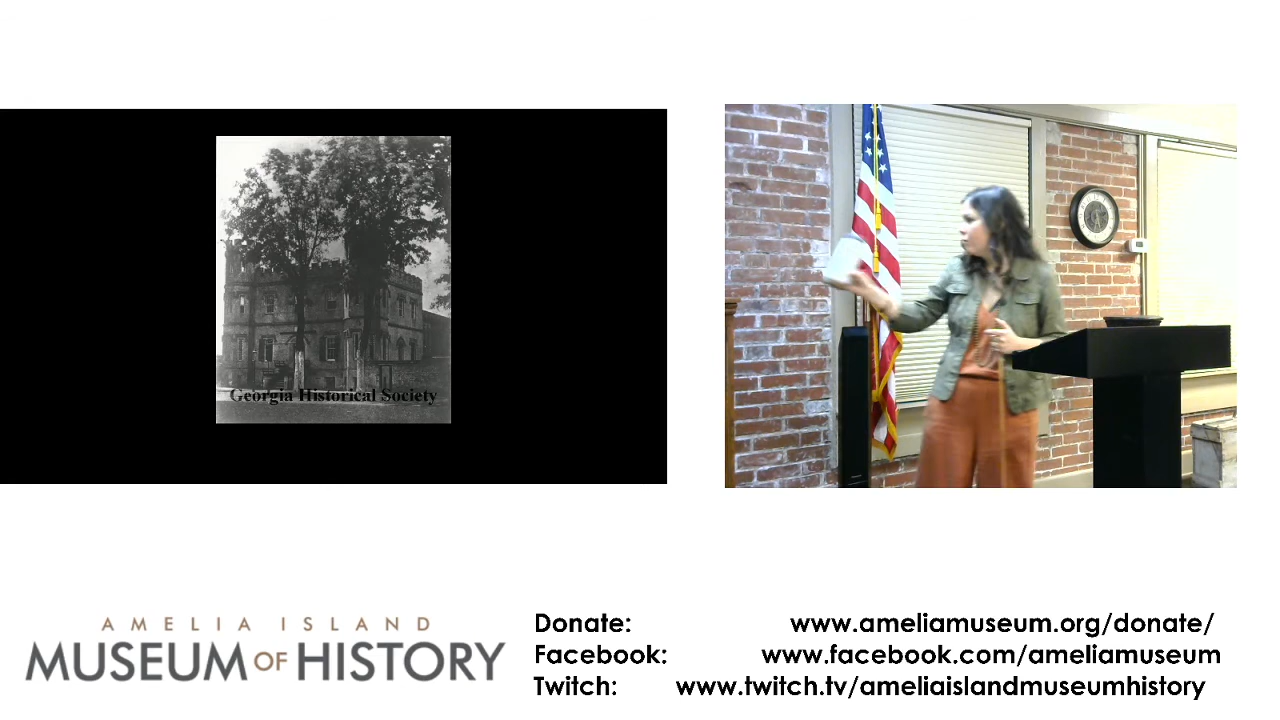 Georgia Historical Society
AMELIA ISLAND
MUSEUM OF HISTORY
Donate: www.ameliamuseum.org/donate/
Facebook: www.facebook.com/ameliamuseum
Twitch: www.twitch.tv/ameliaislandmuseumhistory